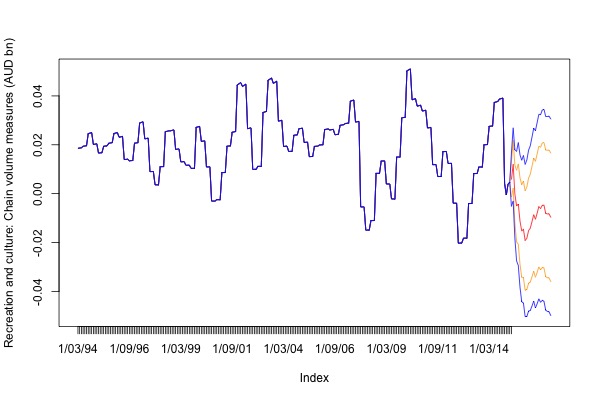 Recreation and culture: Chain volume measures (AUD bn)
0.04
0.02
0.00
-0.02
-0.04
1/03/94 1/09/96 1/03/99 1/09/01 1/03/04 1/09/06 1/03/09 1/09/11 1/03/14
Index